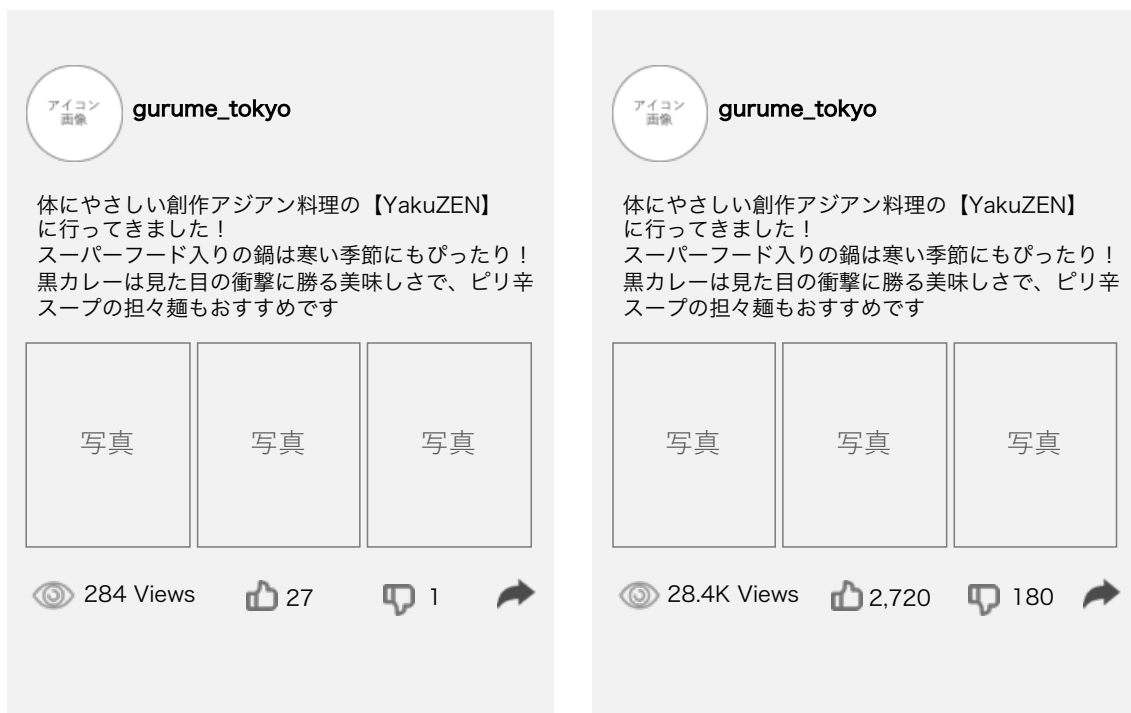 アイコン
画像
gurume_tokyo
体にやさしい創作アジアン料理の【YakuZEN】
に行ってきました！
スーパーフード入りの鍋は寒い季節にもぴったり！
黒カレーは見た目の衝撃に勝る美味しさで、ピリ辛
スープの担々麺もおすすめです
写真
写真
写真
284 Views
27
1
アイコン
画像
gurume_tokyo
体にやさしい創作アジアン料理の【YakuZEN】
に行ってきました！
スーパーフード入りの鍋は寒い季節にもぴったり！
黒カレーは見た目の衝撃に勝る美味しさで、ピリ辛
スープの担々麺もおすすめです
写真
写真
写真
28.4K Views
2,720
180